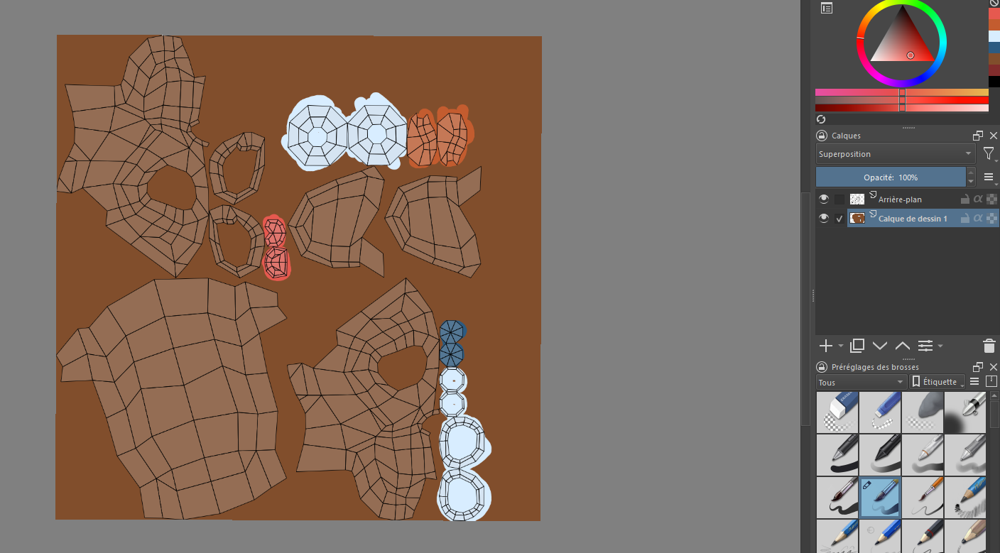 Calques
Superposition
Opacité: 100%
Arrière-plan
Calque de dessin 1
Préréglages des brosses
Tous
Étiquette